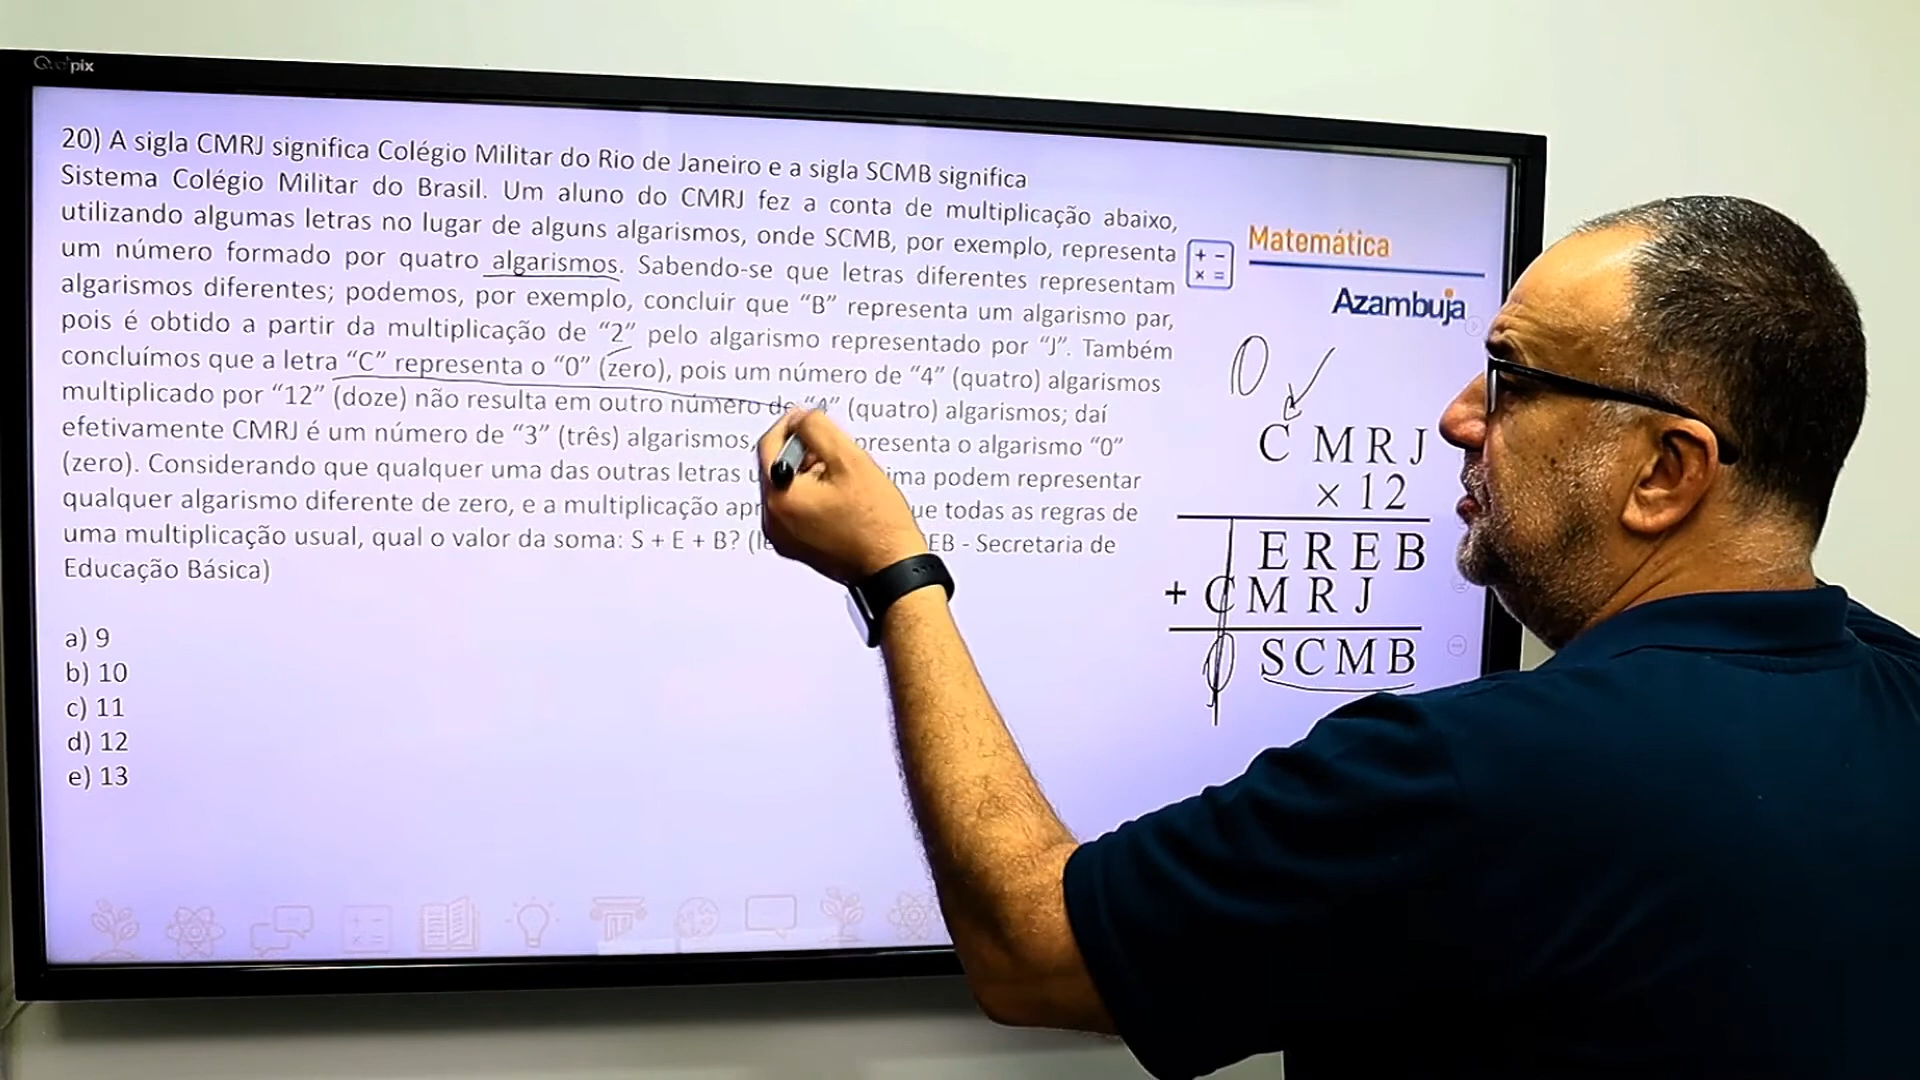 20) A sigla CMRJ significa Colégio Militar do Rio de Janeiro e a sigla SCMB significa
Sistema Colégio Militar do Brasil. Um aluno do CMRJ fez a conta de multiplicação abaixo,
utilizando algumas letras no lugar de alguns algarismos, onde SCMB, por exemplo, representa
um número formado por quatro algarismos. Sabendo-se que letras diferentes representam
algarismos diferentes; podemos, por exemplo, concluir que “B” representa um algarismo par,
pois é obtido a partir da multiplicação de “2” pelo algarismo representado por “J”. Também
concluímos que a letra “C” representa o “0” (zero), pois um número de “4” (quatro) algarismos
multiplicado por “12” (doze) não resulta em outro número de “4” (quatro) algarismos; daí
efetivamente CMRJ é um número de “3” (três) algarismos, presenta o algarismo “0”
(zero). Considerando que qualquer uma das outras letras ma podem representar
qualquer algarismo diferente de zero, e a multiplicação apr ue todas as regras de
uma multiplicação usual, qual o valor da soma: S + E + B? EB - Secretaria de
Educação Básica)
a) 9
b) 10
c) 11
d) 12
e) 13
+ -
× =
Matemática
Azambuja
0
C M R J
× 12
E R E B
+ C M R J
0 S C M B